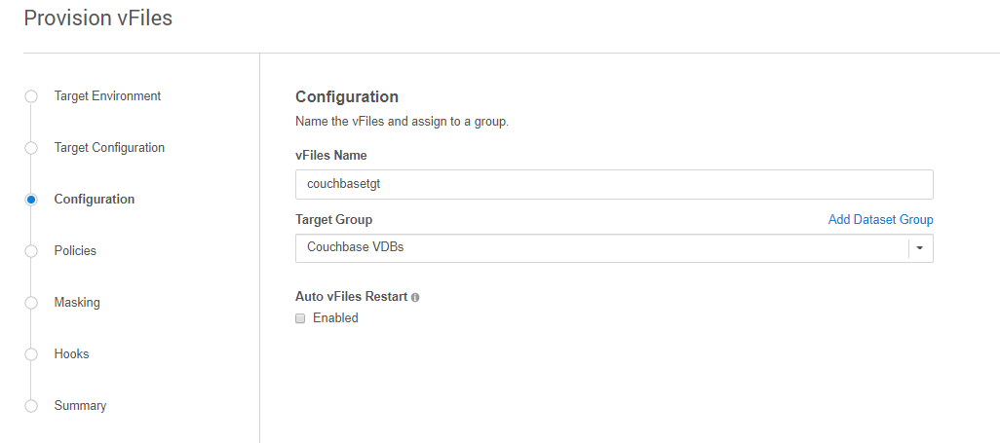 Provision vFiles
Target Environment
Target Configuration
Configuration
Policies
Masking
Hooks
Summary
Configuration
Name the vFiles and assign to a group.
vFiles Name
couchbasetgt
Target Group
Add Dataset Group
Couchbase VDBs
Auto vFiles Restart
Enabled